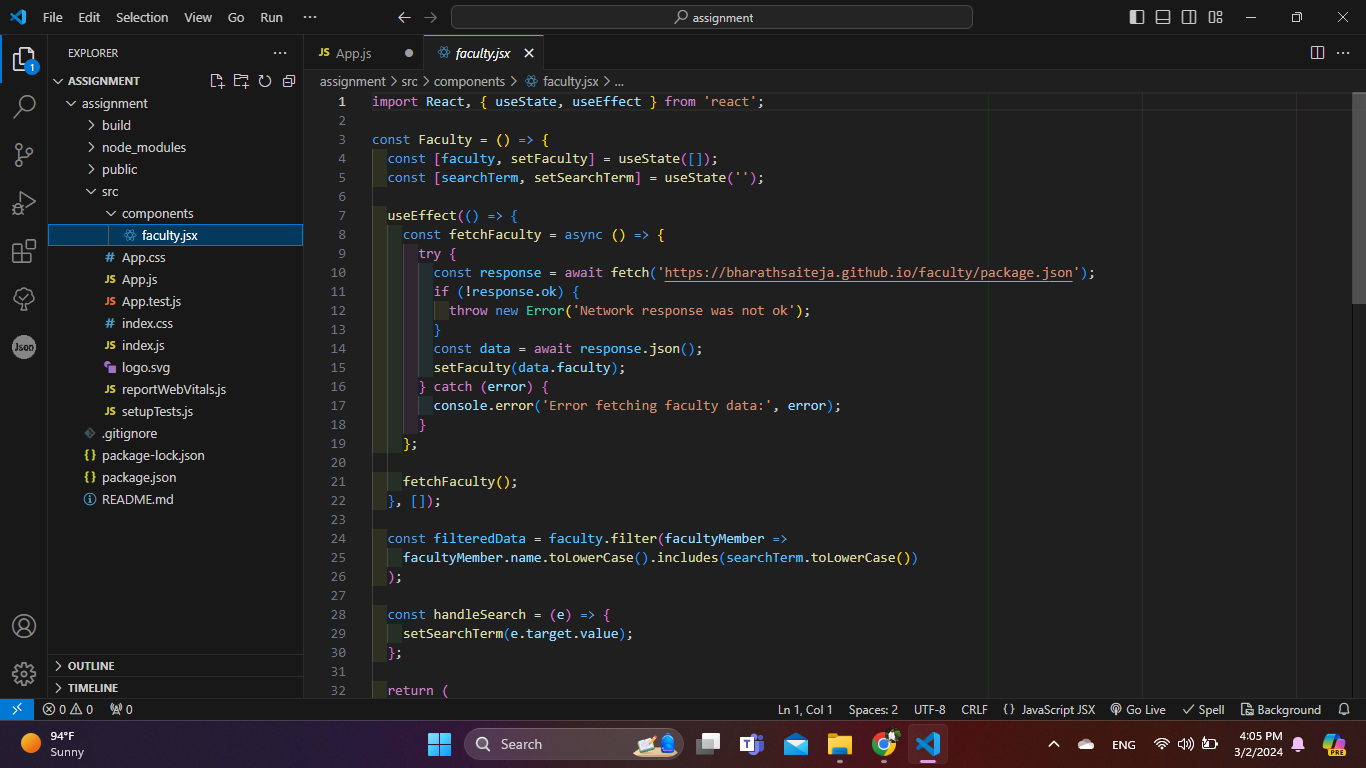 File Edit Selection View Go Run ··· assignment
EXPLORER ···
ASSIGNMENT
assignment
build
node_modules
public
src
components
faculty.jsx
App.css
App.js
App.test.js
index.css
index.js
logo.svg
reportWebVitals.js
setupTests.js
.gitignore
package-lock.json
package.json
README.md
OUTLINE
TIMELINE
1
Json
JS App.js faculty.jsx
assignment > src > components > faculty.jsx > ...
1 import React, { useState, useEffect } from 'react';
2
3 const Faculty = () => {
4 const [faculty, setFaculty] = useState([]);
5 const [searchTerm, setSearchTerm] = useState('');
6
7 useEffect(() => {
8 const fetchFaculty = async () => {
9 try {
10 const response = await fetch('https://bharathsaiteja.github.io/faculty/package.json');
11 if (!response.ok) {
12 throw new Error('Network response was not ok');
13 }
14 const data = await response.json();
15 setFaculty(data.faculty);
16 } catch (error) {
17 console.error('Error fetching faculty data:', error);
18 }
19 };
20
21 fetchFaculty();
22 }, []);
23
24 const filteredData = faculty.filter(facultyMember =>
25 facultyMember.name.toLowerCase().includes(searchTerm.toLowerCase())
26 );
27
28 const handleSearch = (e) => {
29 setSearchTerm(e.target.value);
30 };
31
32 return (
0 0 0 Ln 1, Col 1 Spaces: 2 UTF-8 CRLF {} JavaScript JSX Go Live Spell Background
94°F
Sunny
Search
ENG
4:05 PM
3/2/2024
PRE